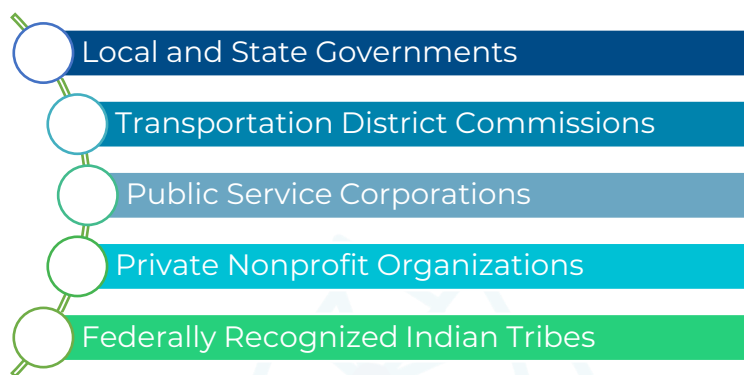 Local and State Governments
Transportation District Commissions
Public Service Corporations
Private Nonprofit Organizations
Federally Recognized Indian Tribes